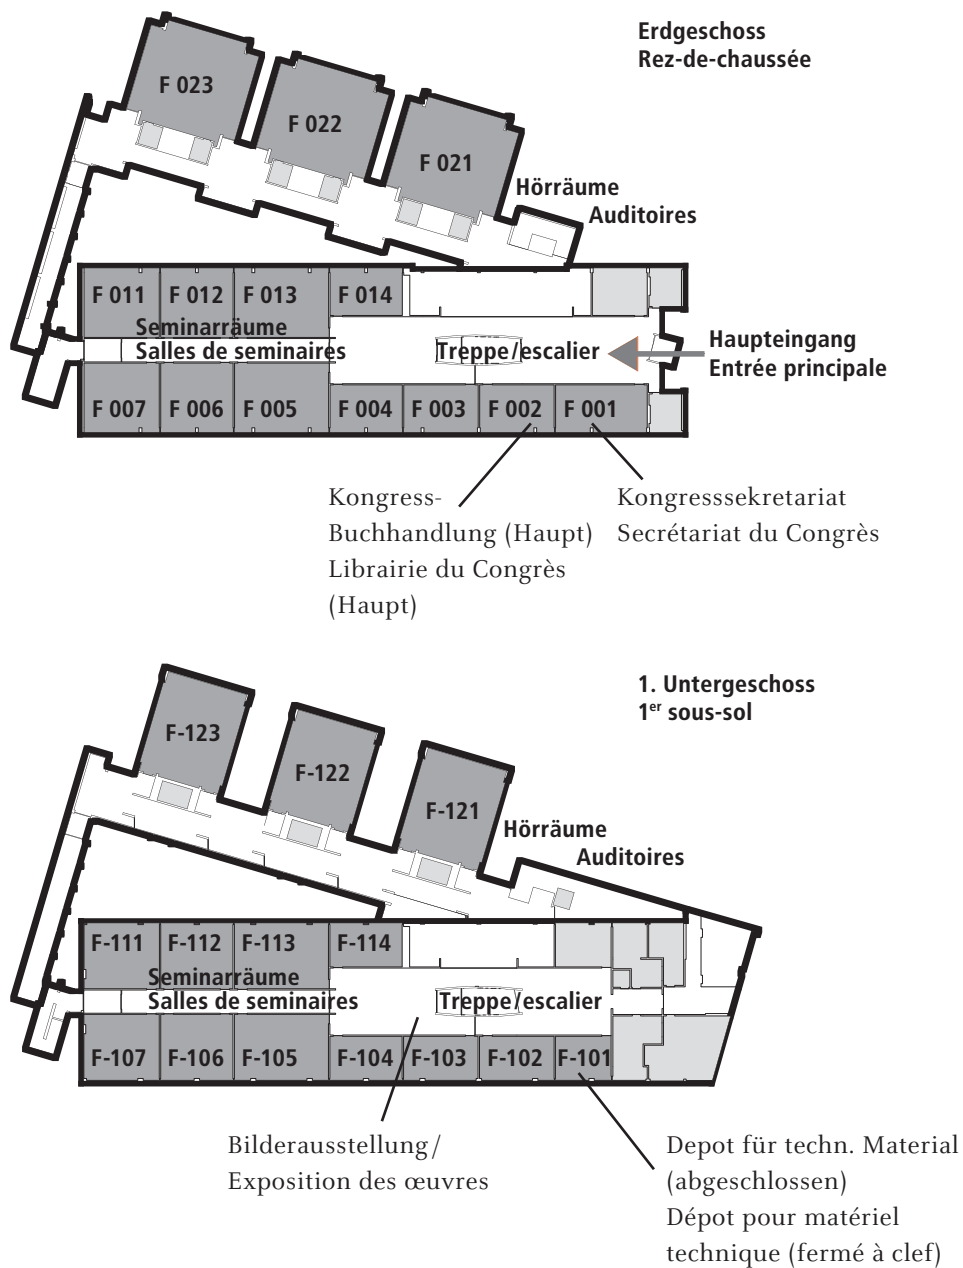 Erdgeschoss
Rez-de-chaussée
F 023
F 022
F 021
Hörräume
Auditoires
F 011 F 012 F 013 F 014
Seminarräume
Salles de seminaires
Treppe/escalier
Haupteingang
Entrée principale
F 007 F 006 F 005 F 004 F 003 F 002 F 001
Kongress-
Buchhandlung (Haupt)
Librairie du Congrès
(Haupt)
Kongresssekretariat
Secrétariat du Congrès
1. Untergeschoss
1er sous-sol
F-123
F-122
F-121
Hörräume
Auditoires
F-111 F-112 F-113 F-114
Seminarräume
Salles de seminaires
Treppe/escalier
F-107 F-106 F-105 F-104 F-103 F-102 F-101
Bilderausstellung/
Exposition des œuvres
Depot für techn. Material
(abgeschlossen)
Dépot pour matériel
technique (fermé à clef)